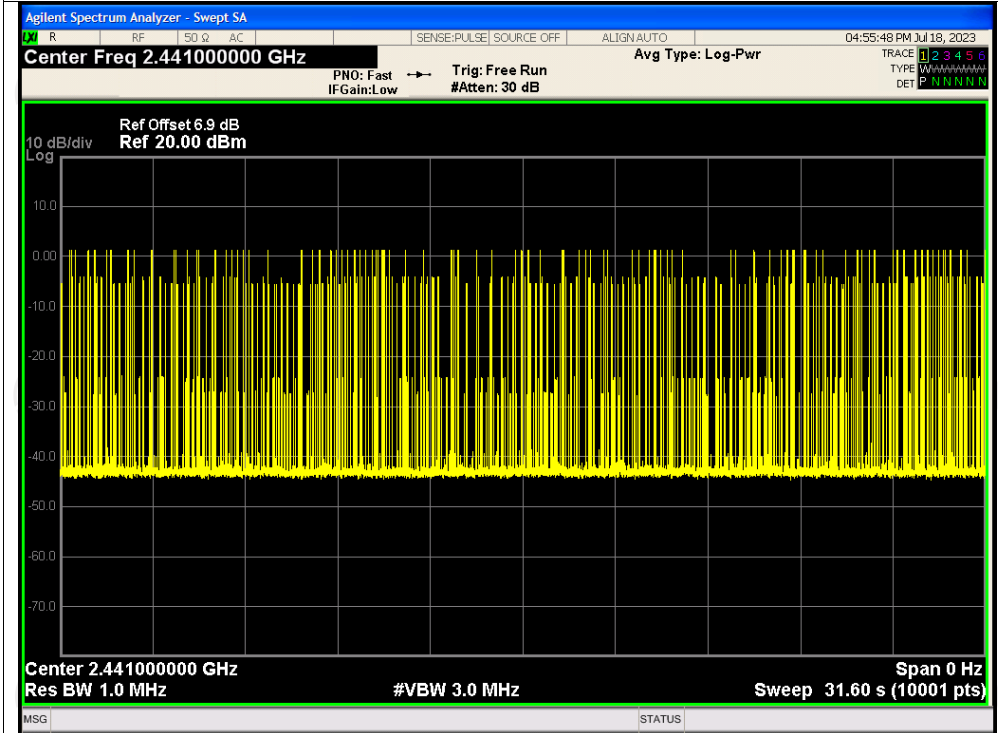 Agilent Spectrum Analyzer - Swept SA
LXI R RF 50 Ω AC SENSE:PULSE SOURCE OFF ALIGN AUTO 04:55:48 PM Jul 18, 2023
Center Freq 2.441000000 GHz Avg Type: Log-Pwr TRACE 1 2 3 4 5 6
PNO: Fast Trig: Free Run TYPE W
IFGain:Low #Atten: 30 dB DET P N N N N N
Ref Offset 6.9 dB
10 dB/div Ref 20.00 dBm
Log
10.0
0.00
-10.0
-20.0
-30.0
-40.0
-50.0
-60.0
-70.0
Center 2.441000000 GHz Span 0 Hz
Res BW 1.0 MHz #VBW 3.0 MHz Sweep 31.60 s (10001 pts)
MSG STATUS